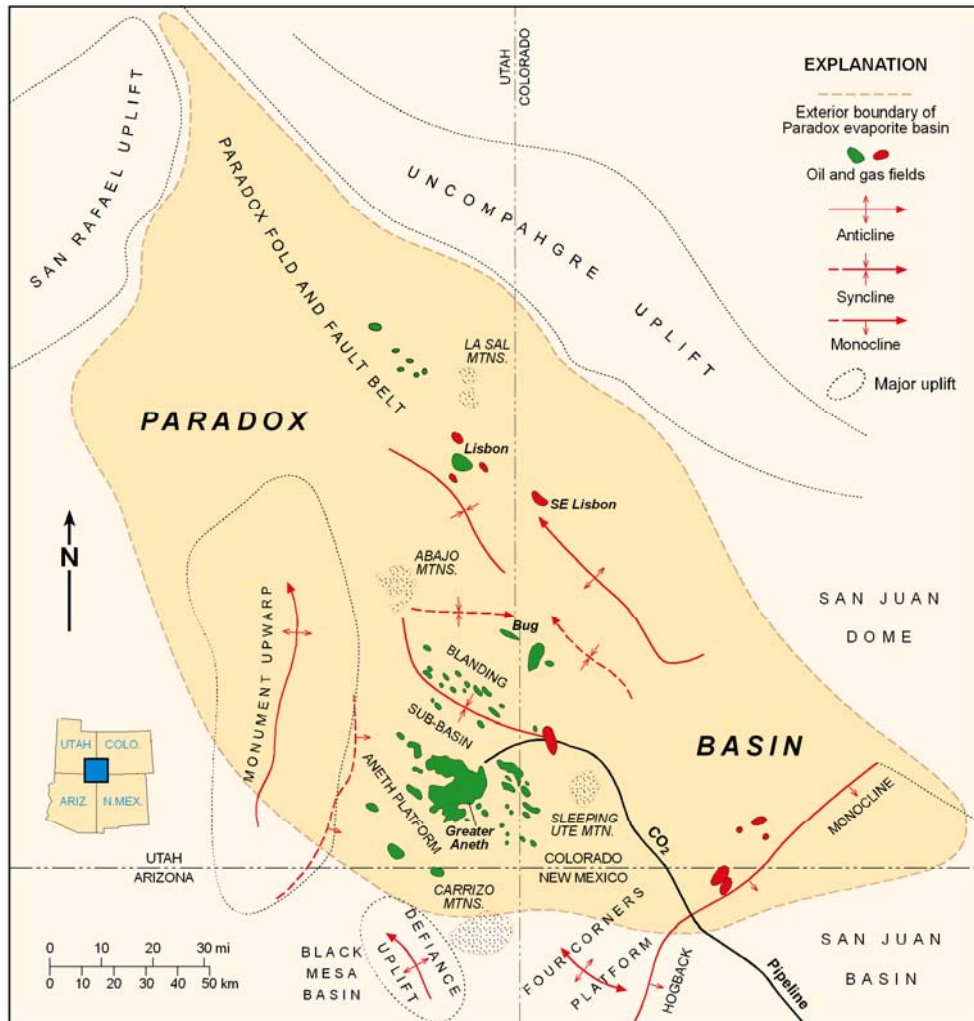 UTAH
COLORADO
EXPLANATION
Exterior boundary of
Paradox evaporite basin
Oil and gas fields
Anticline
Syncline
Monocline
Major uplift
SAN RAFAEL UPLIFT
UNCOMPAHGRE UPLIFT
PARADOX FOLD AND FAULT BELT
LA SAL
MTNS.
PARADOX
Lisbon
SE Lisbon
N
ABAJO
MTNS.
SAN JUAN
DOME
MONUMENT UPWARP
Bug
BLANDING
SUB-BASIN
BASIN
UTAH
COLO.
ARIZ.
N.MEX.
ANETH PLATFORM
Greater
Aneth
SLEEPING
UTE MTN.
CO2
MONOCLINE
UTAH
ARIZONA
COLORADO
NEW MEXICO
CARRIZO
MTNS.
DEFIANCE
UPLIFT
BLACK
MESA
BASIN
FOUR CORNERS
PLATFORM
HOGBACK
Pipeline
SAN JUAN
BASIN
0 10 20 30 mi
0 10 20 30 40 50 km